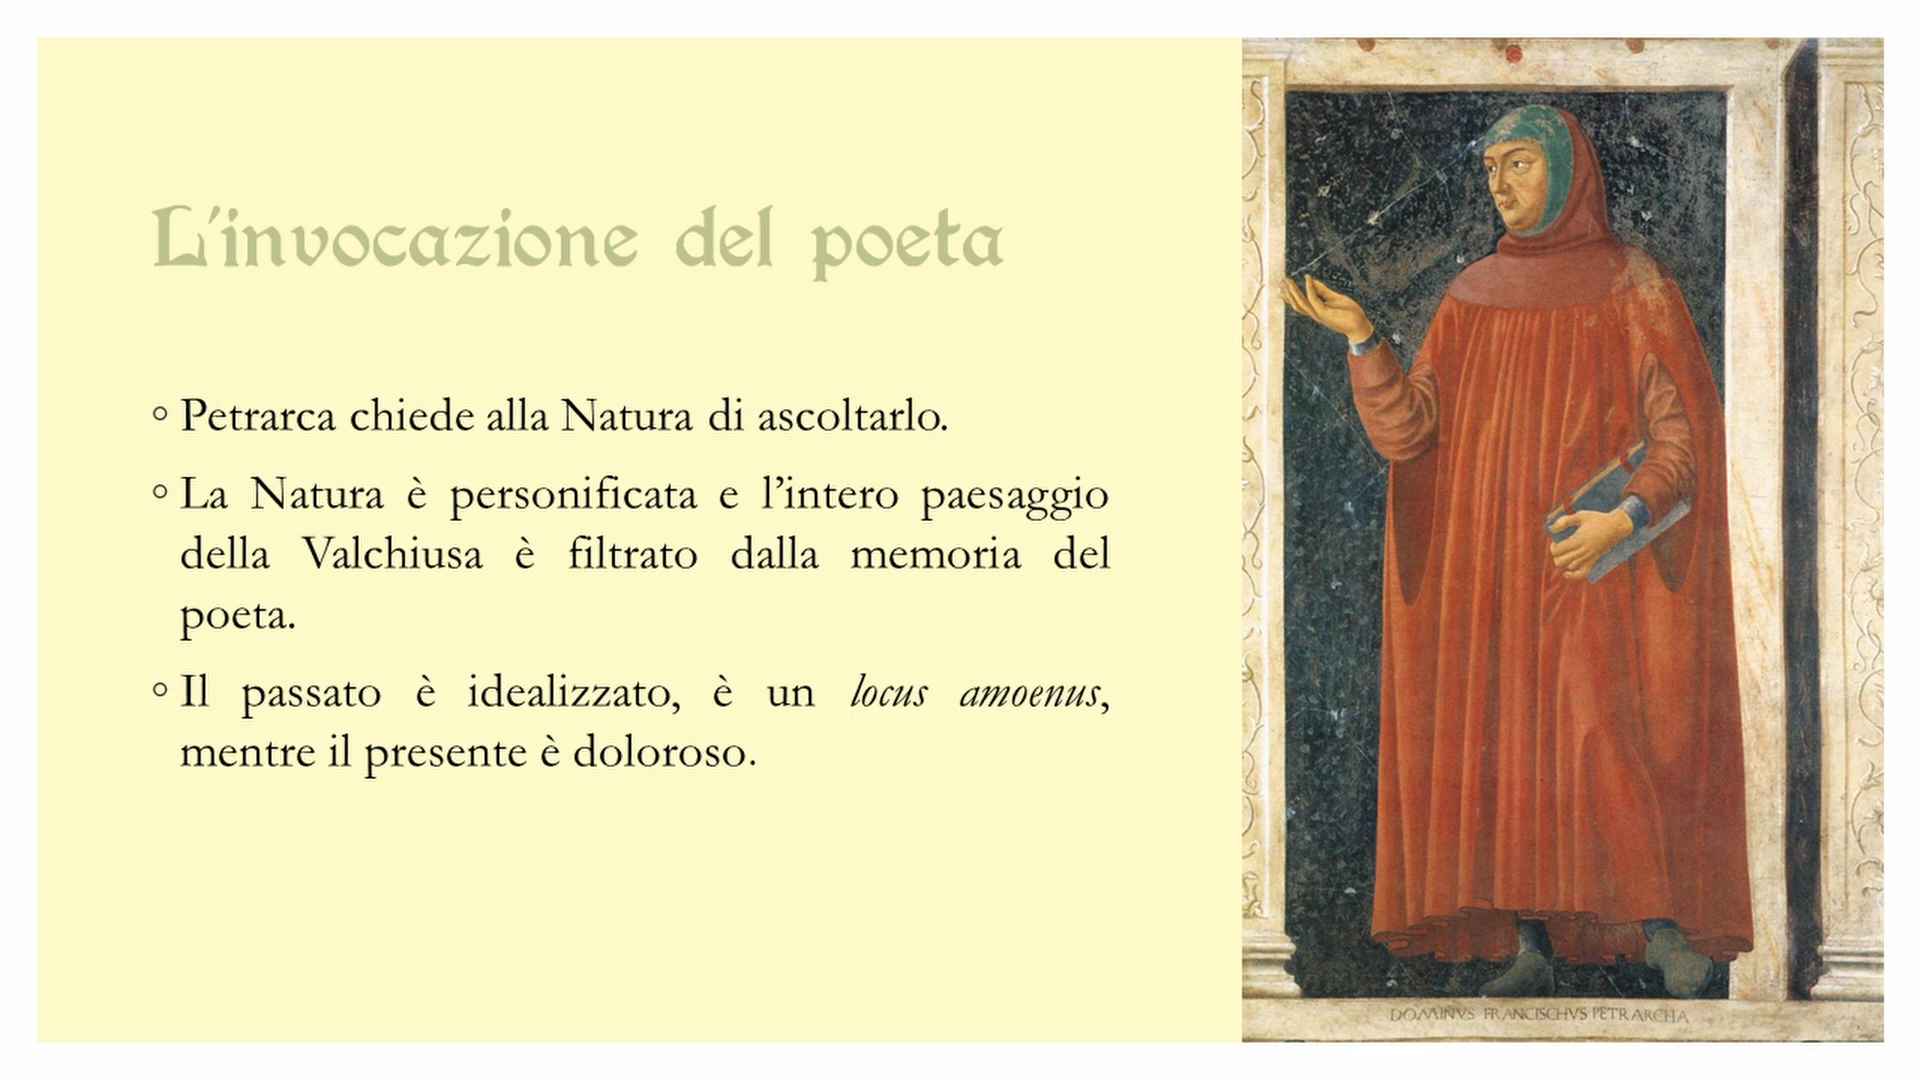 L'invocazione del poeta
◦ Petrarca chiede alla Natura di ascoltarlo.
◦ La Natura è personificata e l’intero paesaggio
della Valchiusa è filtrato dalla memoria del
poeta.
◦ Il passato è idealizzato, è un locus amoenus,
mentre il presente è doloroso.
DOMINVS FRANCISCHVS PETRARCHA